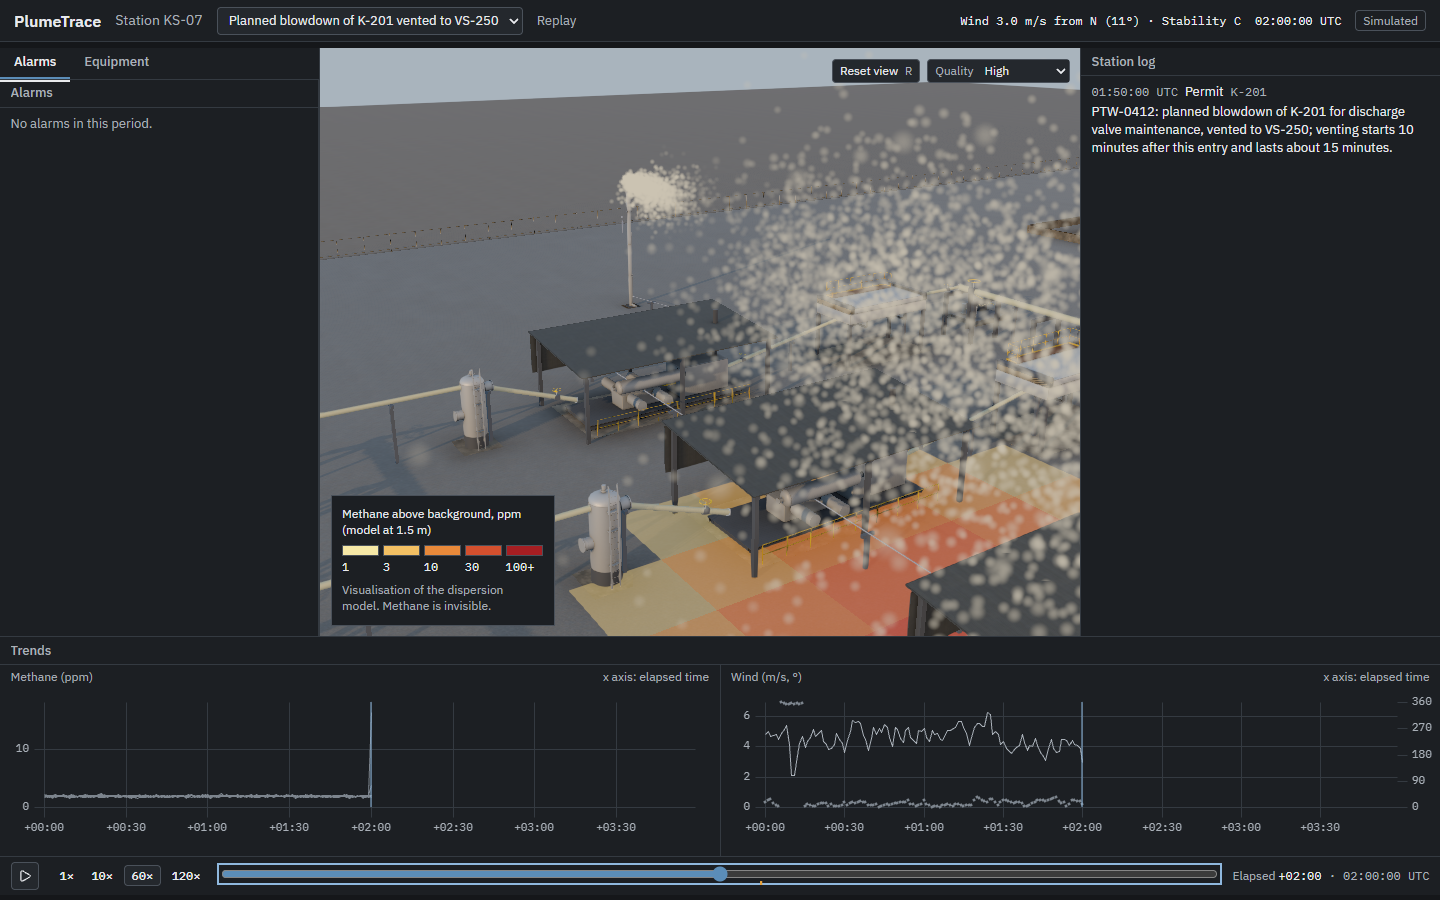 PlumeTrace Station KS-07 Planned blowdown of K-201 vented to VS-250 Replay
Wind 3.0 m/s from N (11°) · Stability C 02:00:00 UTC Simulated
Alarms Equipment
Alarms
No alarms in this period.
Reset view R Quality High
Methane above background, ppm
(model at 1.5 m)
1 3 10 30 100+
Visualisation of the dispersion
model. Methane is invisible.
Station log
01:50:00 UTC Permit K-201
PTW-0412: planned blowdown of K-201 for discharge
valve maintenance, vented to VS-250; venting starts 10
minutes after this entry and lasts about 15 minutes.
Trends
Methane (ppm) x axis: elapsed time
10
0
+00:00 +00:30 +01:00 +01:30 +02:00 +02:30 +03:00 +03:30
Wind (m/s, °) x axis: elapsed time
6 360
4 270
2 180
0 90
0
+00:00 +00:30 +01:00 +01:30 +02:00 +02:30 +03:00 +03:30
1× 10× 60× 120× Elapsed +02:00 · 02:00:00 UTC